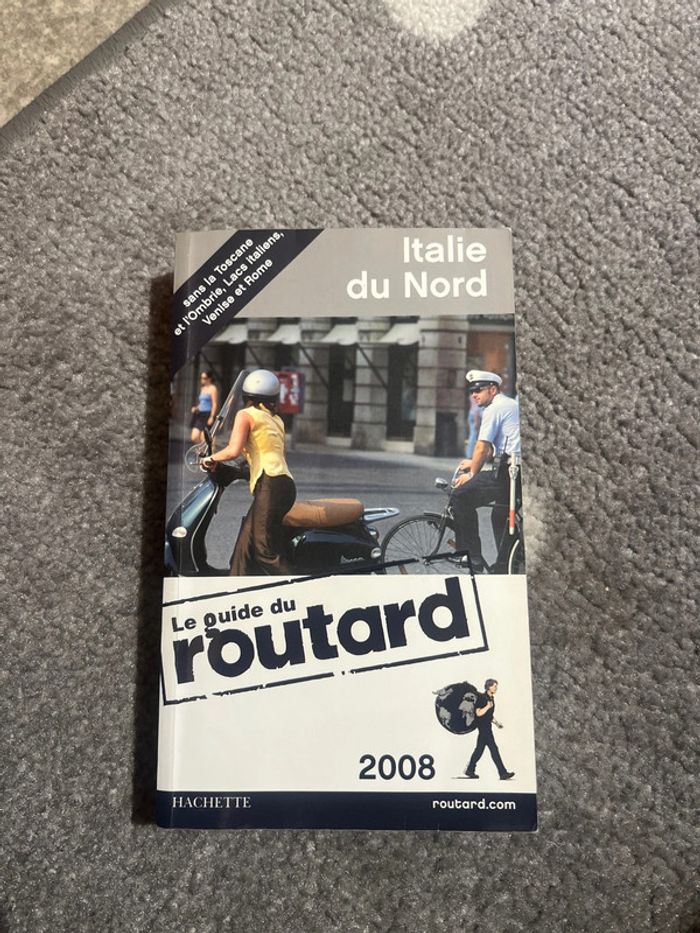 sans la Toscane
et l'Ombrie, Lacs italiens,
Venise et Rome
Italie
du Nord
Le guide du
routard
2008
HACHETTE
routard.com